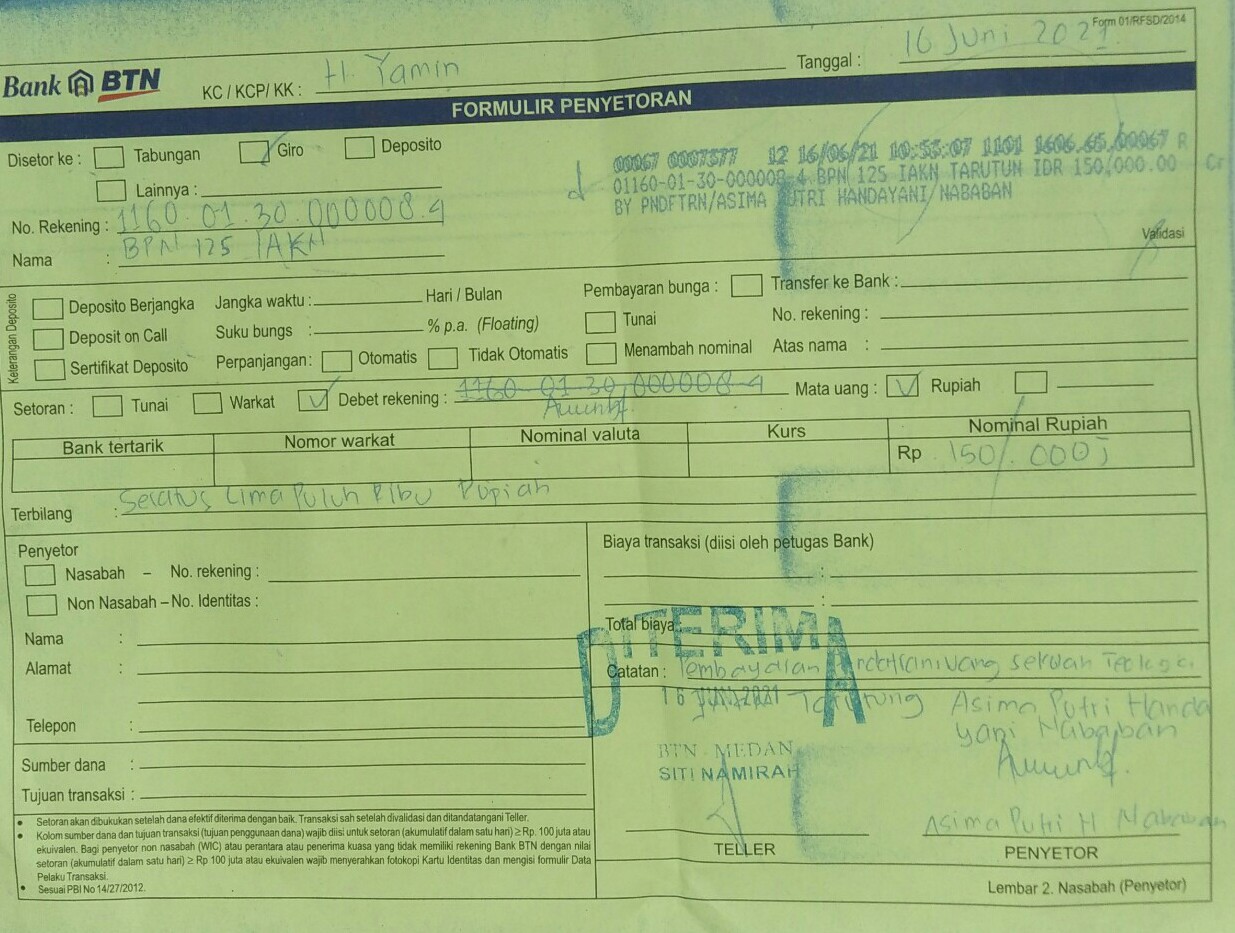 Form 01/RFSD/2014
Bank BTN KC / KCP/ KK : H. Yamin Tanggal : 16 Juni 2021
FORMULIR PENYETORAN
Disetor ke : Tabungan Giro Deposito
Lainnya :
00067 0007377 12 16/06/21 10:53:07 1101 1606.65.00067 R
01160-01-30-000008-4 BPN 125 IAKN TARUTUN IDR 150,000.00 Cr
BY PNDFTRN/ASIMA PUTRI HANDAYANI/NABABAN
No. Rekening : 1160.01.30.000008.4
Nama : BPN 125 IAKN
Validasi
Keterangan Deposito
Deposito Berjangka Jangka waktu : Hari / Bulan Pembayaran bunga : Transfer ke Bank :
Deposit on Call Suku bungs : % p.a. (Floating) Tunai No. rekening :
Sertifikat Deposito Perpanjangan : Otomatis Tidak Otomatis Menambah nominal Atas nama :
Setoran : Tunai Warkat Debet rekening : 1160-01-30.000008-4 Mata uang : Rupiah
Bank tertarik Nomor warkat Nominal valuta Kurs Nominal Rupiah
Rp 150.000
Terbilang : Seratus Lima Puluh Ribu Rupiah
Penyetor
Nasabah – No. rekening :
Non Nasabah – No. Identitas :
Nama :
Alamat :
Telepon :
Sumber dana :
Tujuan transaksi :
Biaya transaksi (diisi oleh petugas Bank)
:
:
Total biaya :
DITERIMA
Catatan : Pembayaran uang sekolah Teologi
16 JUNI 2021 Tarutung Asima Putri Handa
yani Nababan
BTN MEDAN
SITI NAMIRAH
Asima Putri H Nababan
TELLER PENYETOR
• Setoran akan dibukukan setelah dana efektif diterima dengan baik. Transaksi sah setelah divalidasi dan ditandatangani Teller.
• Kolom sumber dana dan tujuan transaksi (tujuan penggunaan dana) wajib diisi untuk setoran (akumulatif dalam satu hari) ≥ Rp. 100 juta atau
ekuivalen. Bagi penyetor non nasabah (WIC) atau perantara atau penerima kuasa yang tidak memiliki rekening Bank BTN dengan nilai
setoran (akumulatif dalam satu hari) ≥ Rp 100 juta atau ekuivalen wajib menyerahkan fotokopi Kartu Identitas dan mengisi formulir Data
Pelaku Transaksi.
• Sesuai PBI No 14/27/2012.
Lembar 2. Nasabah (Penyetor)